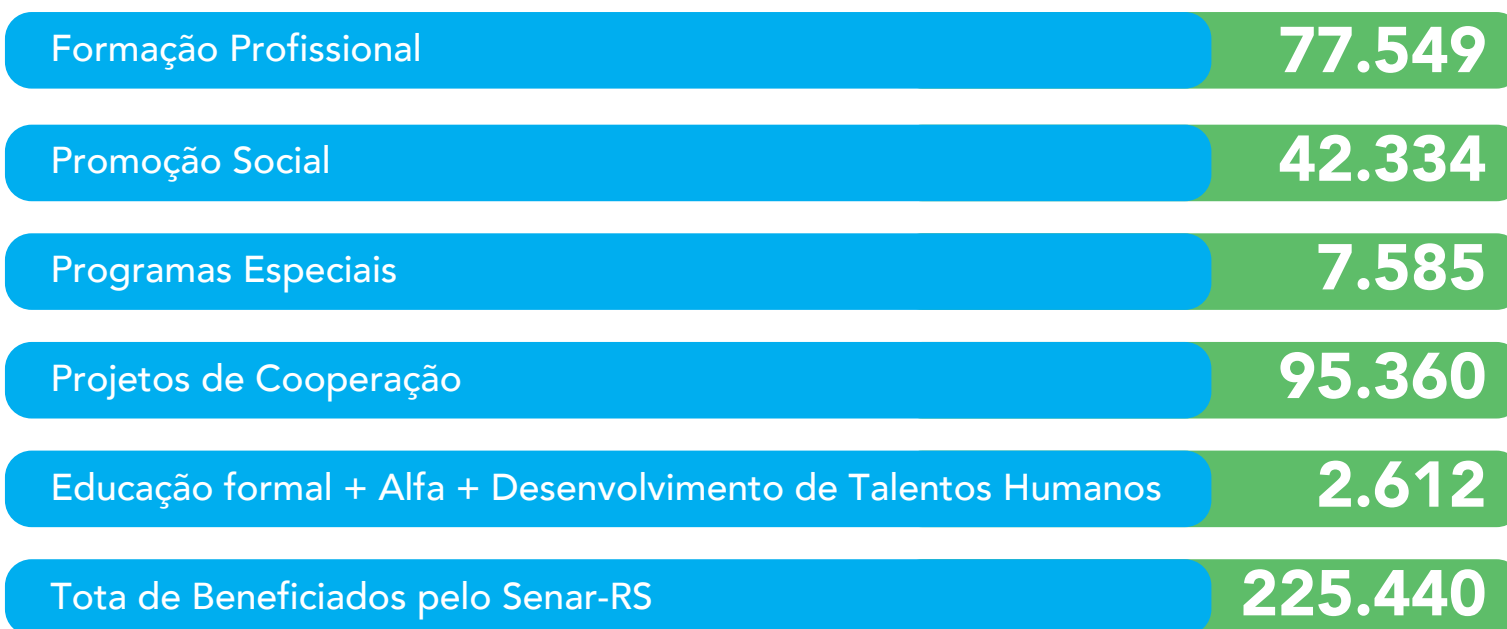 Formação Profissional 77.549
Promoção Social 42.334
Programas Especiais 7.585
Projetos de Cooperação 95.360
Educação formal + Alfa + Desenvolvimento de Talentos Humanos 2.612
Tota de Beneficiados pelo Senar-RS 225.440